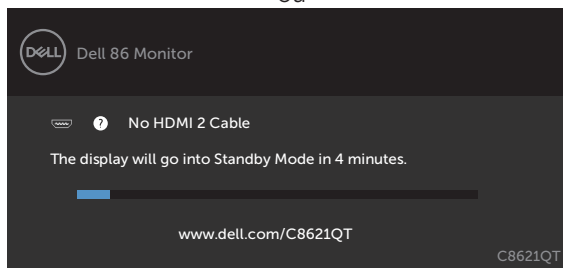 DELL
Dell 86 Monitor
? No HDMI 2 Cable
The display will go into Standby Mode in 4 minutes.
www.dell.com/C8621QT
C8621QT